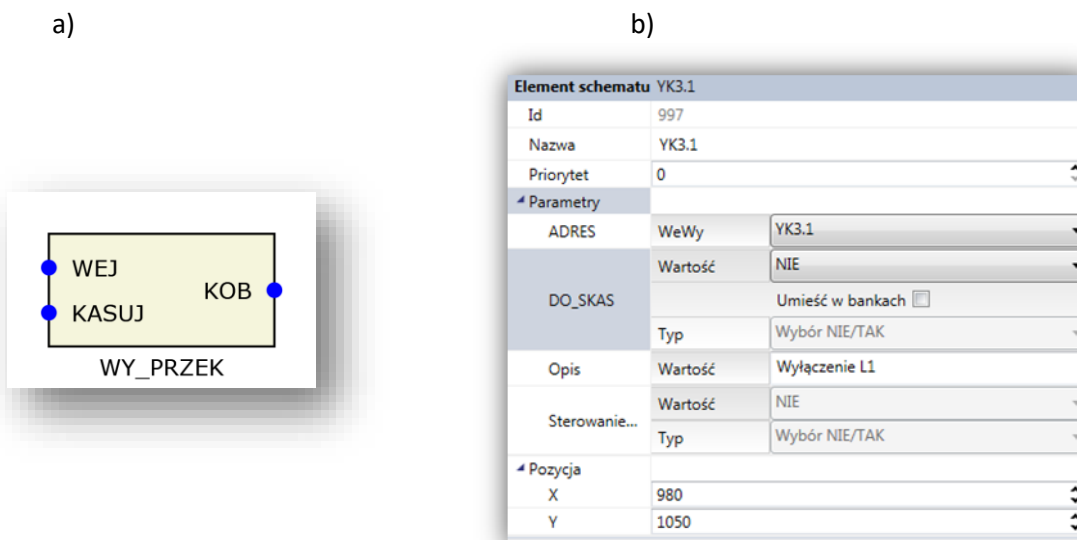 a)
b)
WEJ
KASUJ
KOB
WY_PRZEK
Element schematu YK3.1
Id 997
Nazwa YK3.1
Priorytet 0
Parametry
ADRES WeWy YK3.1
DO_SKAS Wartość NIE
Umieść w bankach
Typ Wybór NIE/TAK
Opis Wartość Wyłączenie L1
Sterowanie... Wartość NIE
Typ Wybór NIE/TAK
Pozycja
X 980
Y 1050